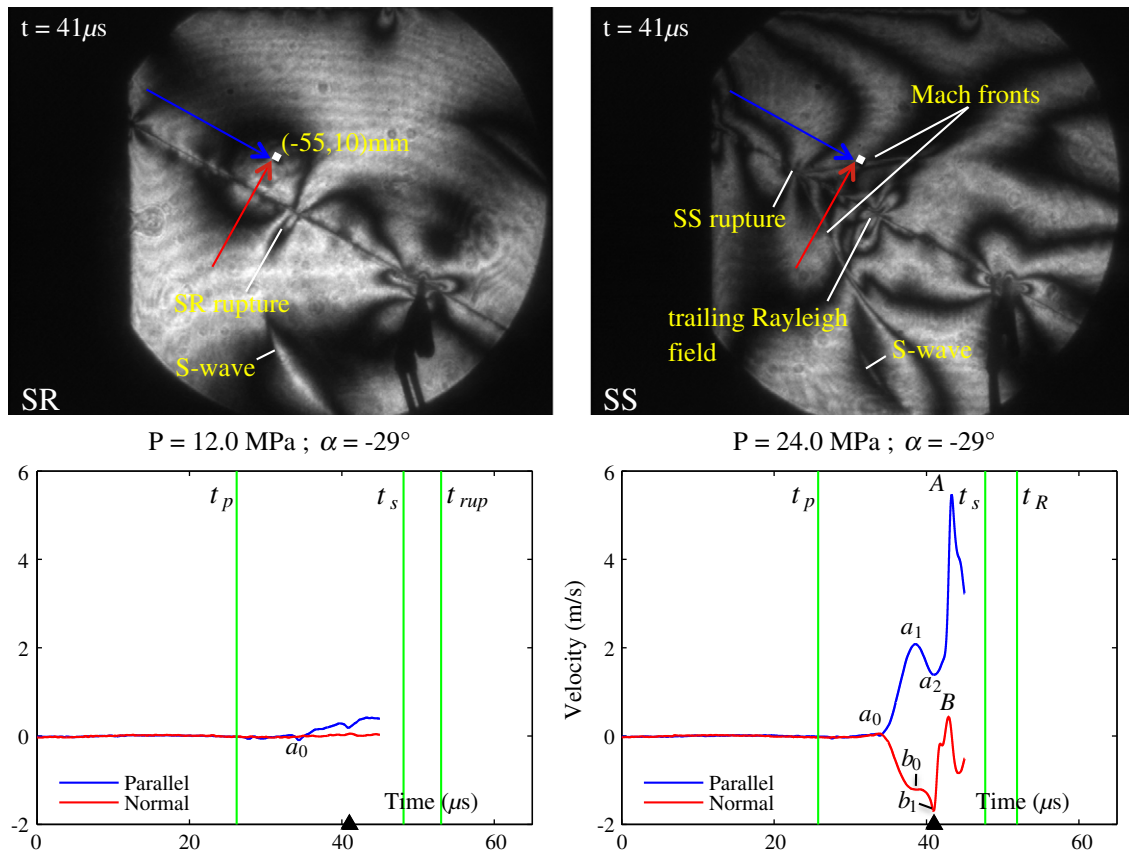 t = 41μs
(-55,10)mm
SR rupture
S-wave
SR
t = 41μs
Mach fronts
SS rupture
trailing Rayleigh
field
S-wave
SS
P = 12.0 MPa ; α = -29°
t p
t s
t rup
a0
Parallel
Normal
Time (μs)
0
20
40
60
-2
0
2
4
6
P = 24.0 MPa ; α = -29°
Velocity (m/s)
t p
A
t s
t R
a1
a2
a0
B
b0
b1
Parallel
Normal
Time (μs)
0
20
40
60
-2
0
2
4
6